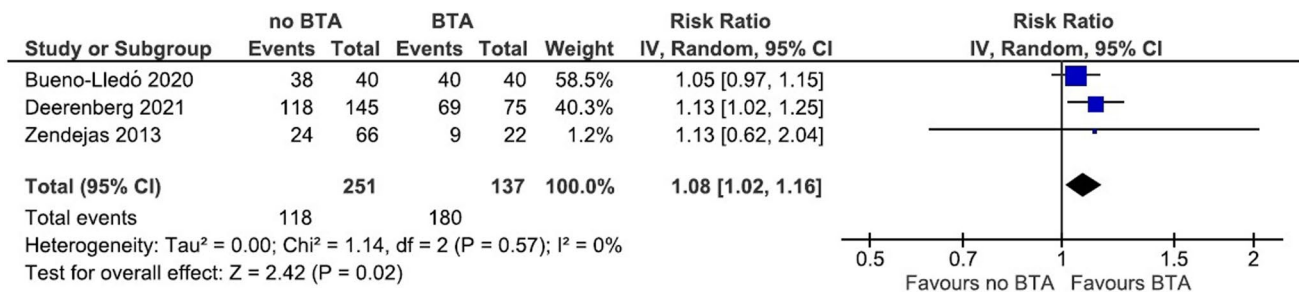 no BTA BTA Risk Ratio Risk Ratio
Study or Subgroup Events Total Events Total Weight IV, Random, 95% CI IV, Random, 95% CI
Bueno-Lledó 2020 38 40 40 40 58.5% 1.05 [0.97, 1.15]
Deerenberg 2021 118 145 69 75 40.3% 1.13 [1.02, 1.25]
Zendejas 2013 24 66 9 22 1.2% 1.13 [0.62, 2.04]
Total (95% CI) 251 137 100.0% 1.08 [1.02, 1.16]
Total events 118 180
Heterogeneity: Tau² = 0.00; Chi² = 1.14, df = 2 (P = 0.57); I² = 0%
Test for overall effect: Z = 2.42 (P = 0.02)
0.5 0.7 1 1.5 2
Favours no BTA Favours BTA